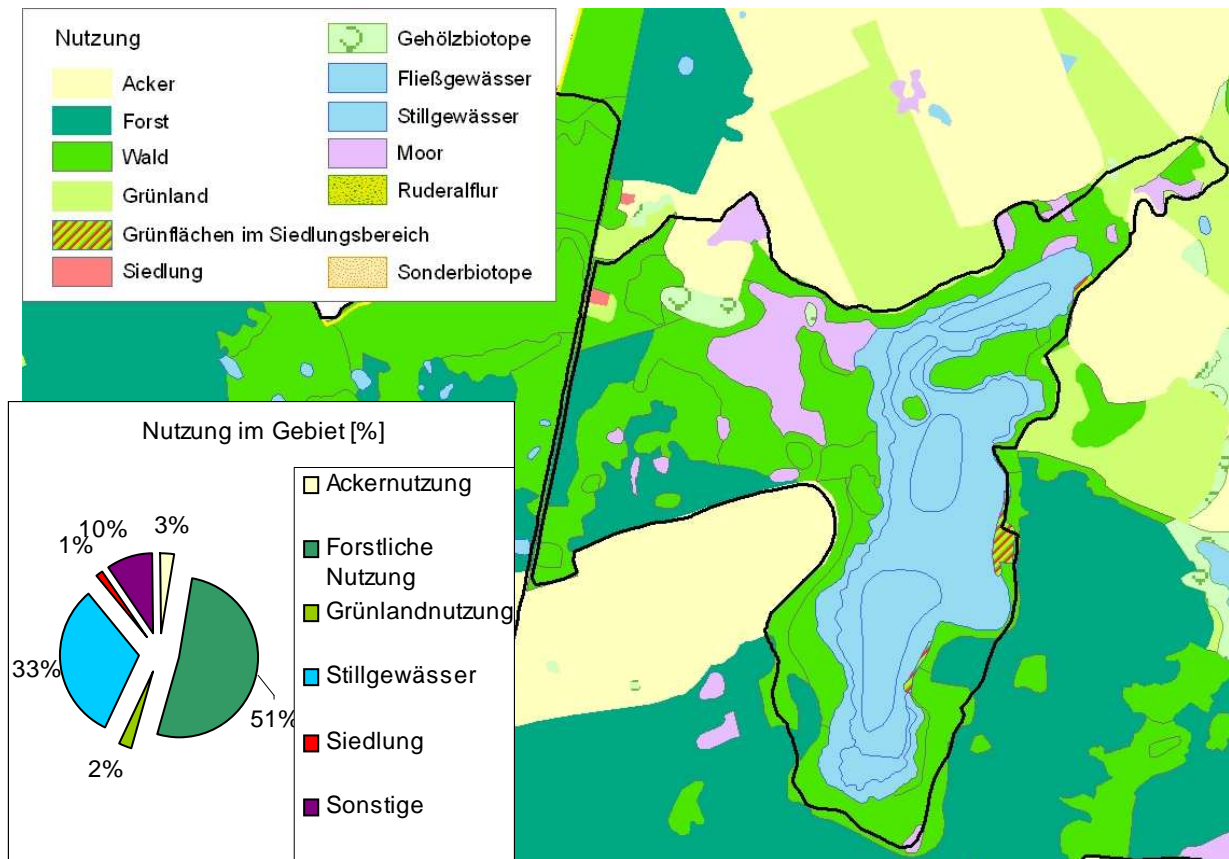 Nutzung
Acker
Forst
Wald
Grünland
Grünflächen im Siedlungsbereich
Siedlung
Gehölzbiotope
Fließgewässer
Stillgewässer
Moor
Ruderalflur
Sonderbiotope
Nutzung im Gebiet [%]
10%
3%
1%
33%
51%
2%
Ackernutzung
Forstliche
Nutzung
Grünlandnutzung
Stillgewässer
Siedlung
Sonstige